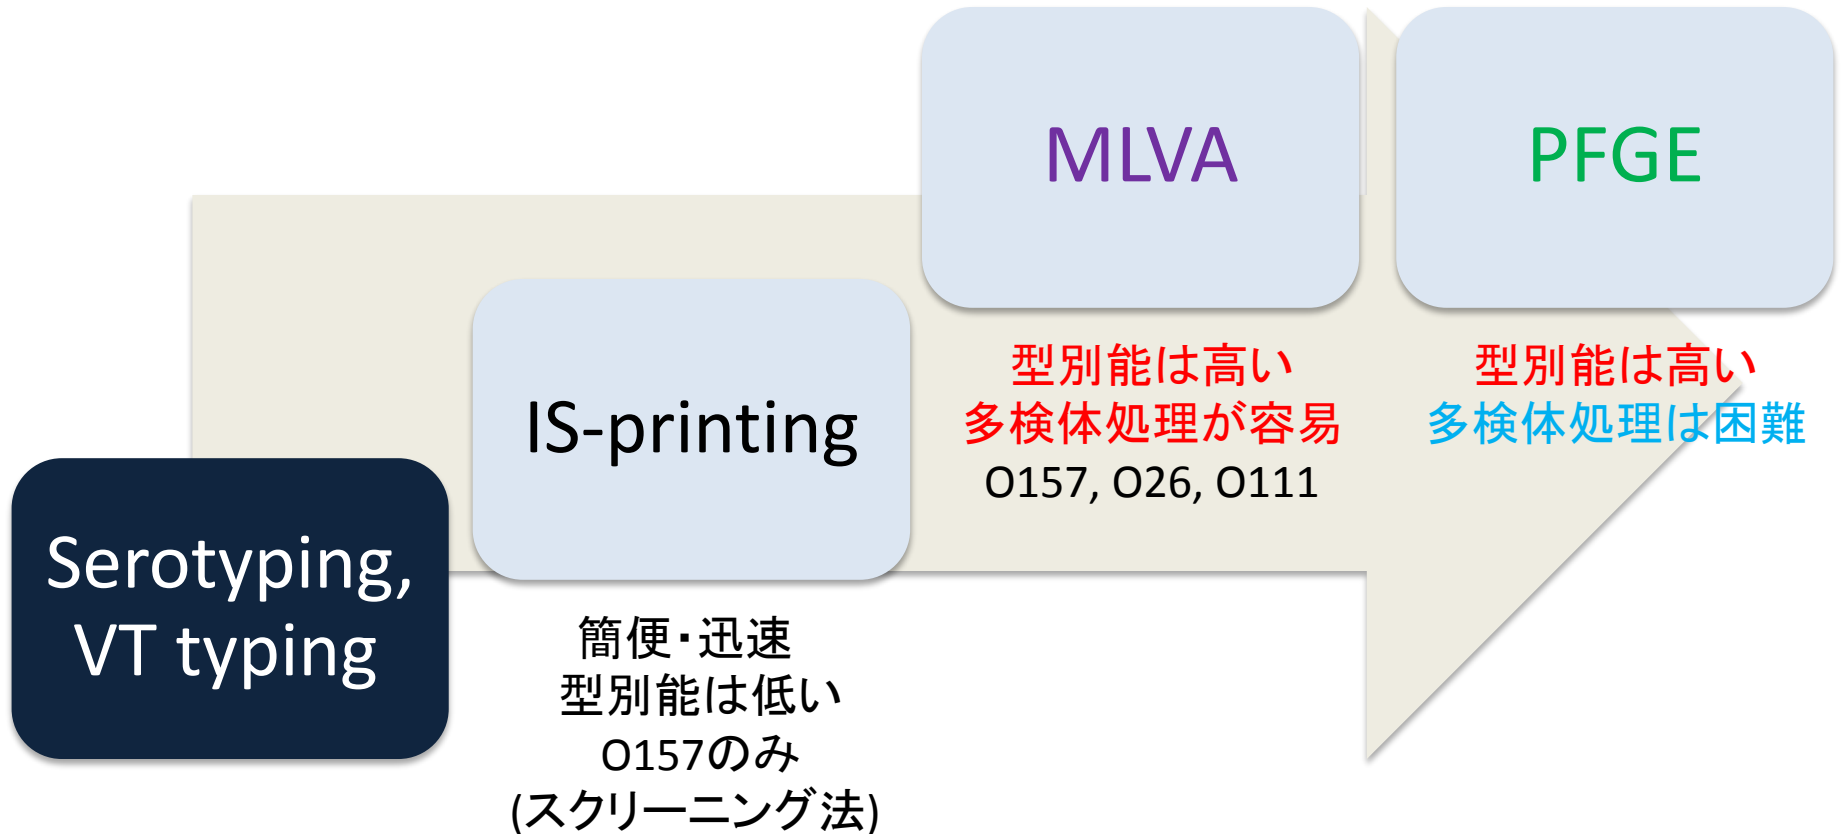 Serotyping,
VT typing
IS-printing
簡便・迅速
型別能は低い
O157のみ
(スクリーニング法)
MLVA
型別能は高い
多検体処理が容易
O157, O26, O111
PFGE
型別能は高い
多検体処理は困難